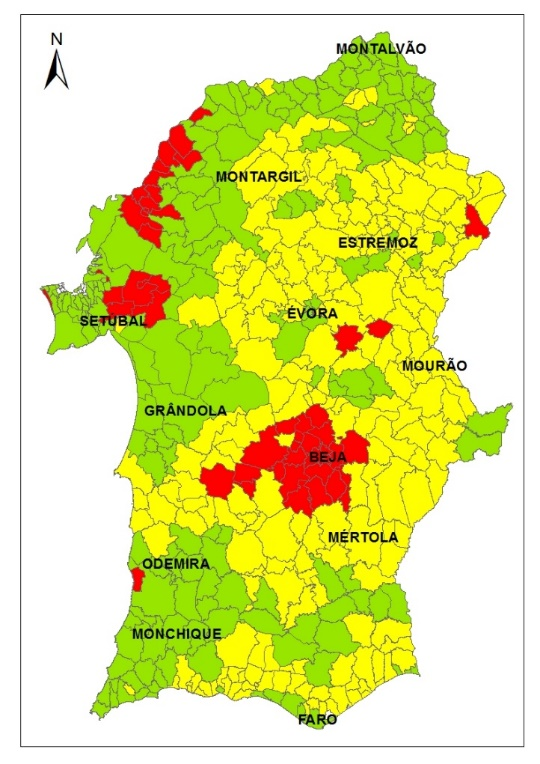 N
MONTALVÃO
MONTARGIL
ESTREMOZ
ÉVORA
SETUBAL
MOURÃO
GRÂNDOLA
BEJA
MÉRTOLA
ODEMIRA
MONCHIQUE
FARO